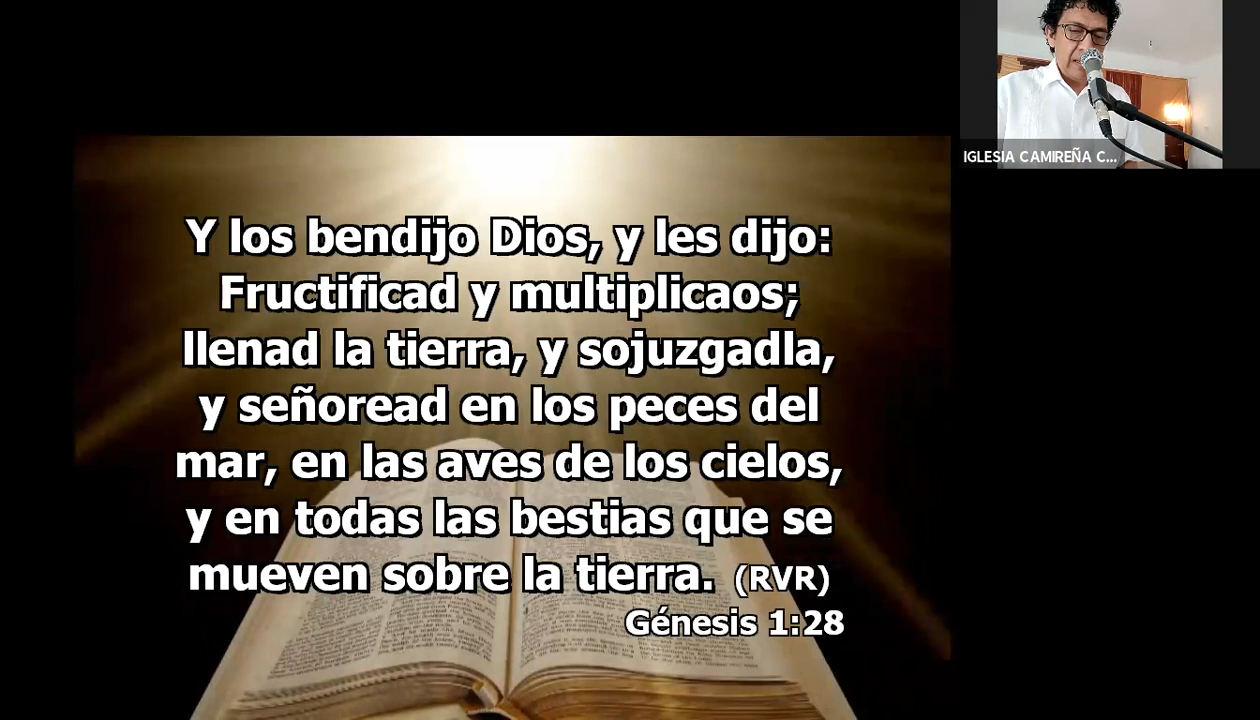 Y los bendijo Dios, y les dijo:
Fructificad y multiplicaos;
llenad la tierra, y sojuzgadla,
y señoread en los peces del
mar, en las aves de los cielos,
y en todas las bestias que se
mueven sobre la tierra. (RVR)
Génesis 1:28
IGLESIA CAMIREÑA C...